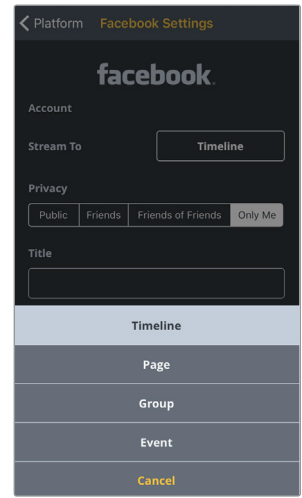 Platform Facebook Settings
facebook.
Account
Stream To Timeline
Privacy
Public Friends Friends of Friends Only Me
Title
Timeline
Page
Group
Event
Cancel